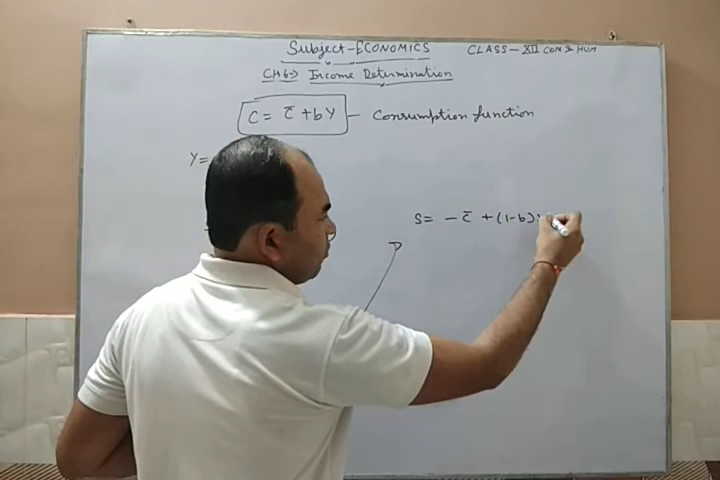 Subject-ECONOMICS CLASS-XII COM & HUM
CH6→ Income Determination
C = c̄ + bY — Consumption function
Y=
S = - c̄ + (1-b)